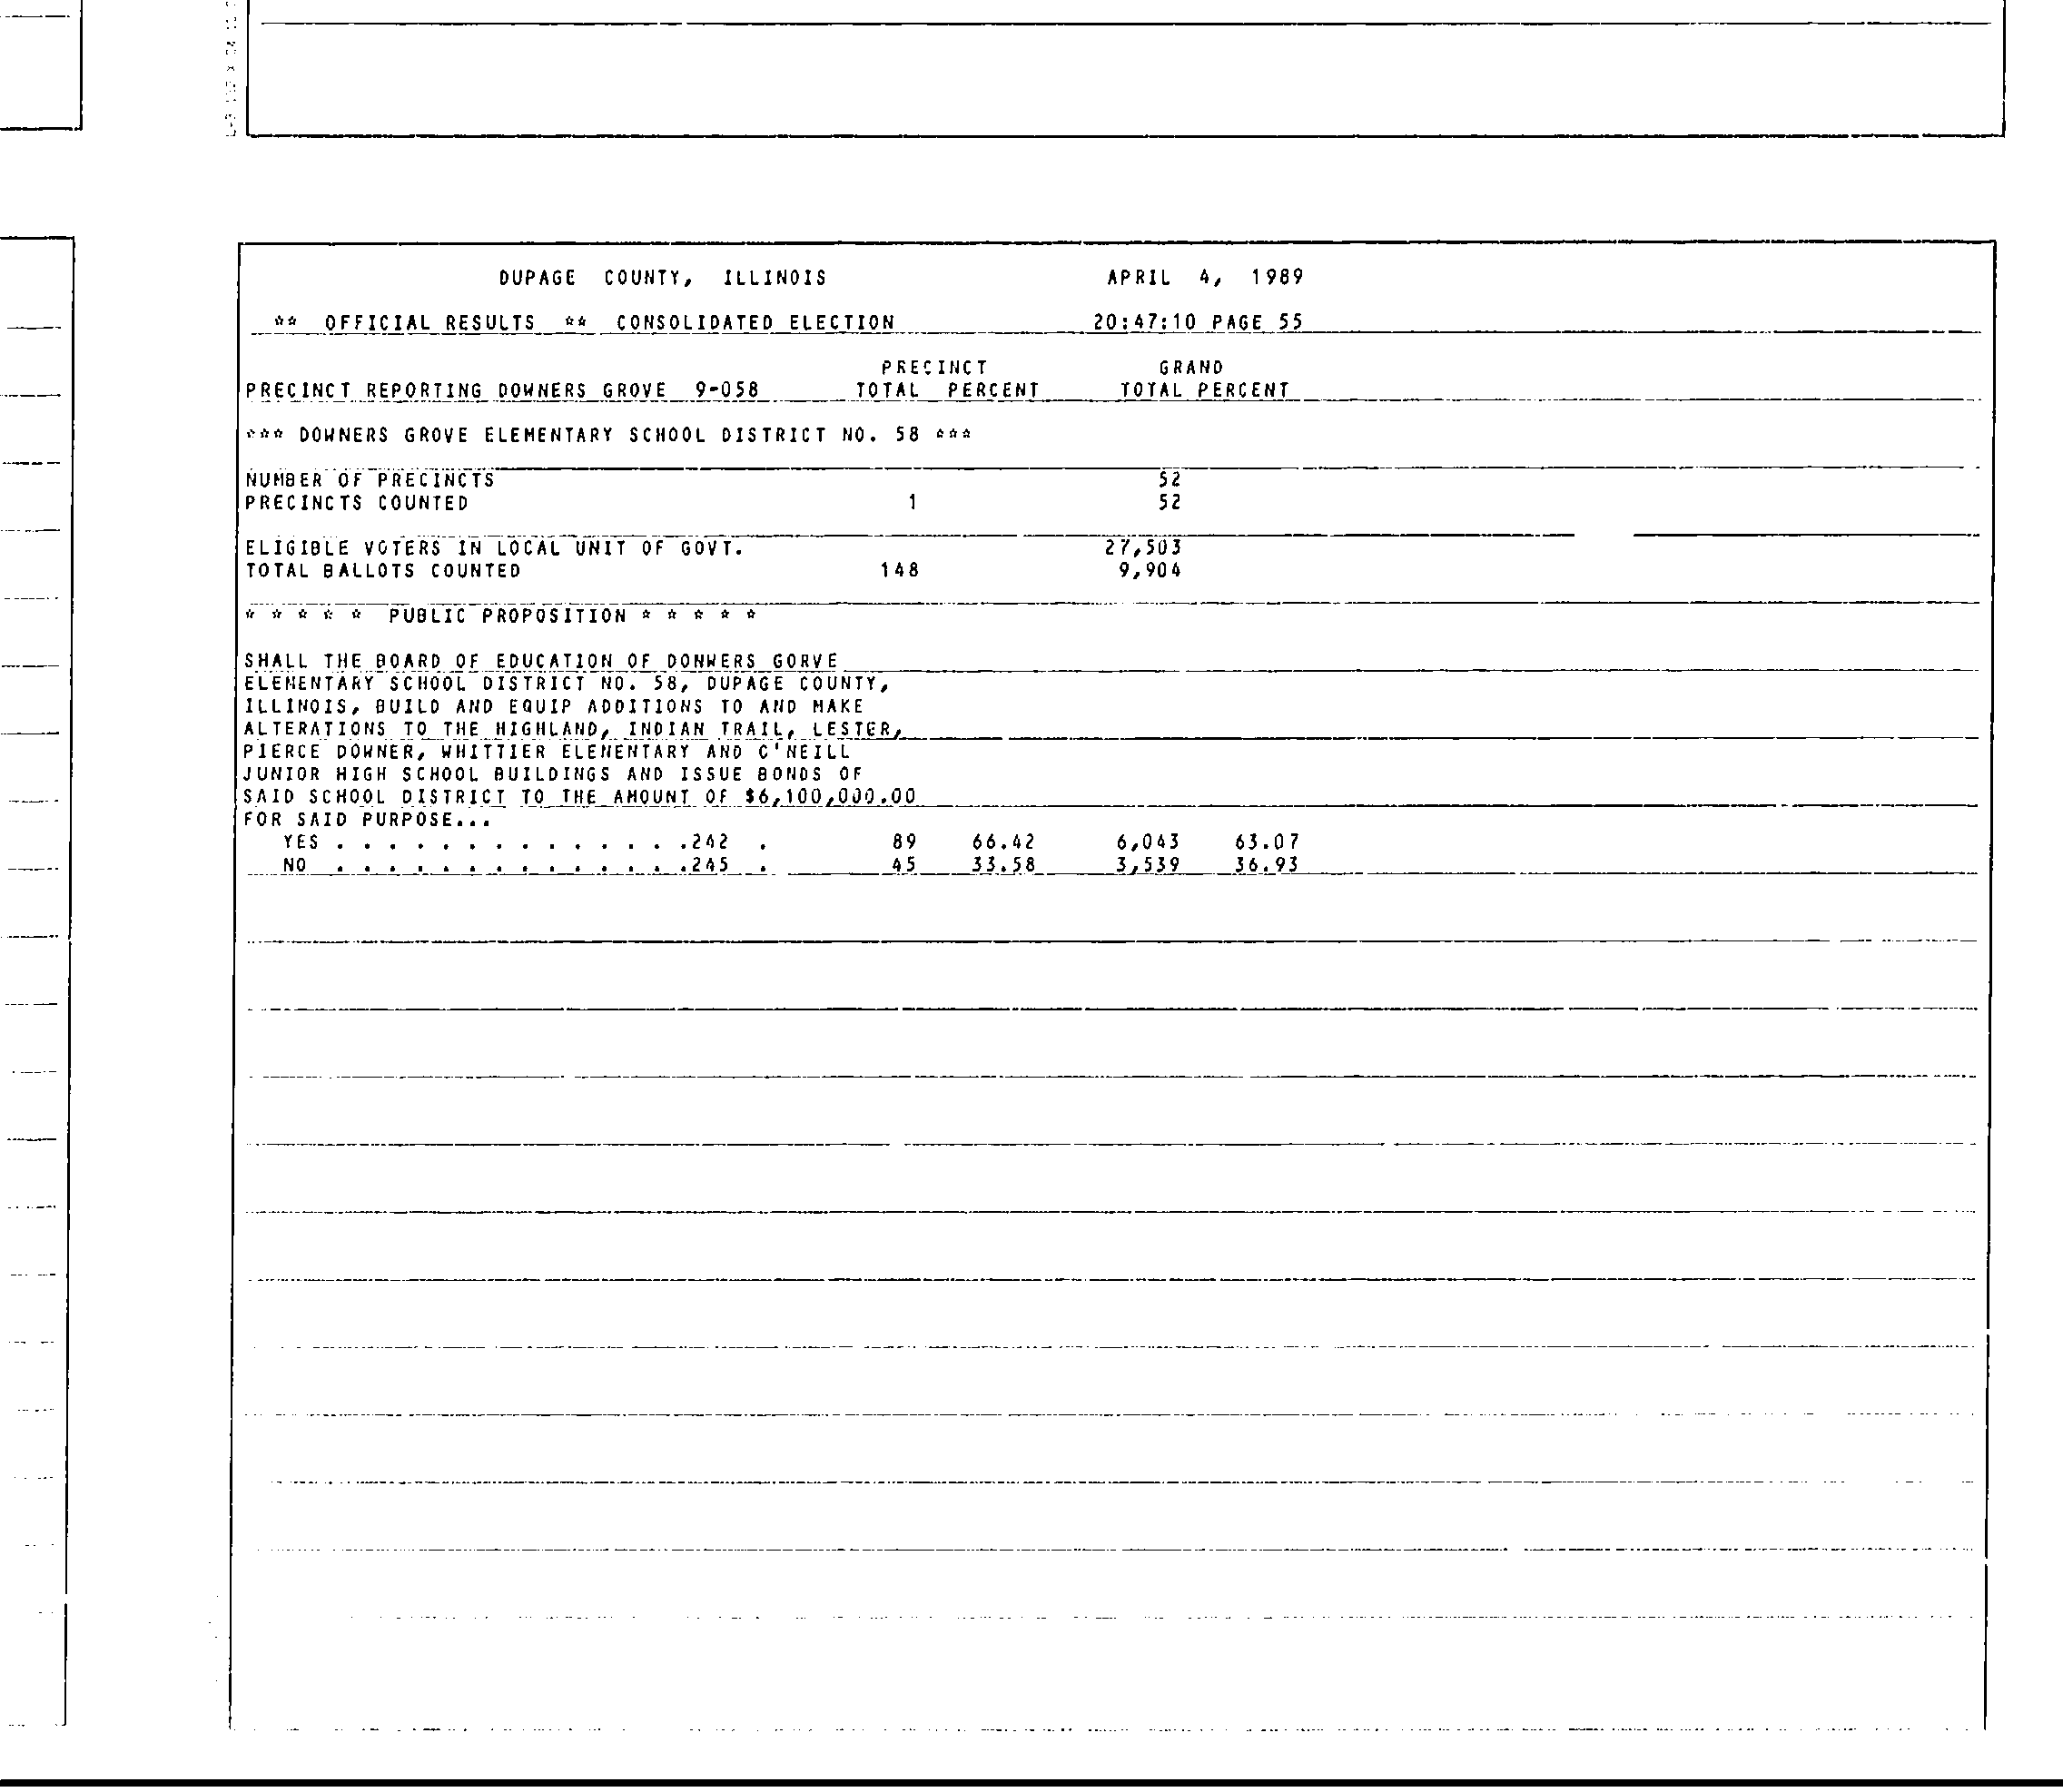 DUPAGE COUNTY, ILLINOIS APRIL 4, 1989
** OFFICIAL RESULTS ** CONSOLIDATED ELECTION 20:47:10 PAGE 55
PRECINCT GRAND
PRECINCT REPORTING DOWNERS GROVE 9-058 TOTAL PERCENT TOTAL PERCENT
*** DOWNERS GROVE ELEMENTARY SCHOOL DISTRICT NO. 58 ***
NUMBER OF PRECINCTS 52
PRECINCTS COUNTED 1 52
ELIGIBLE VOTERS IN LOCAL UNIT OF GOVT. 27,503
TOTAL BALLOTS COUNTED 148 9,904
* * * * * PUBLIC PROPOSITION * * * * *
SHALL THE BOARD OF EDUCATION OF DONWERS GORVE
ELEMENTARY SCHOOL DISTRICT NO. 58, DUPAGE COUNTY,
ILLINOIS, BUILD AND EQUIP ADDITIONS TO AND MAKE
ALTERATIONS TO THE HIGHLAND, INDIAN TRAIL, LESTER,
PIERCE DOWNER, WHITTIER ELEMENTARY AND O'NEILL
JUNIOR HIGH SCHOOL BUILDINGS AND ISSUE BONDS OF
SAID SCHOOL DISTRICT TO THE AMOUNT OF $6,100,000.00
FOR SAID PURPOSE...
YES . . . . . . . . . . . . . .242 . 89 66.42 6,043 63.07
NO . . . . . . . . . . . . . .245 . 45 33.58 3,539 36.93